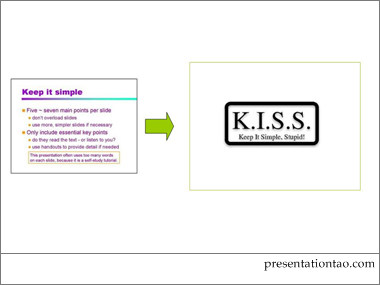 Keep it simple
Five ~ seven main points per slide
don't overload slides
use more, simpler slides if necessary
Only include essential key points
do they read the text - or listen to you?
use handouts to provide detail if needed
This presentation often uses too many words
on each slide, because it is a self-study tutorial.
K.I.S.S.
Keep It Simple, Stupid!
presentationtao.com